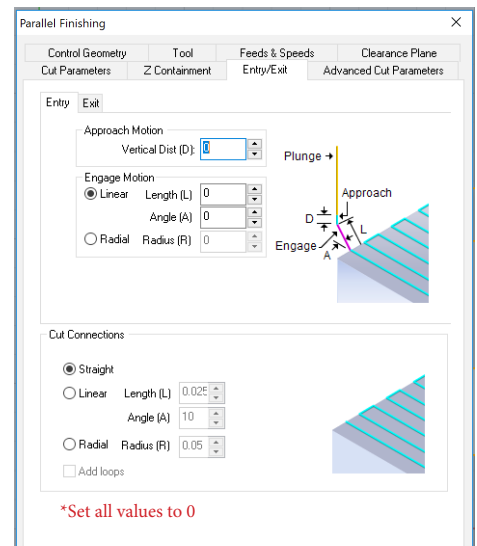 Parallel Finishing
Control Geometry Tool Feeds & Speeds Clearance Plane
Cut Parameters Z Containment Entry/Exit Advanced Cut Parameters
Entry Exit
Approach Motion
Vertical Dist (D): 0
Engage Motion
Linear Length (L) 0
Angle (A) 0
Radial Radius (R) 0
Plunge
Approach
D
L
Engage
A
Cut Connections
Straight
Linear Length (L) 0.025
Angle (A) 10
Radial Radius (R) 0.05
Add loops
*Set all values to 0